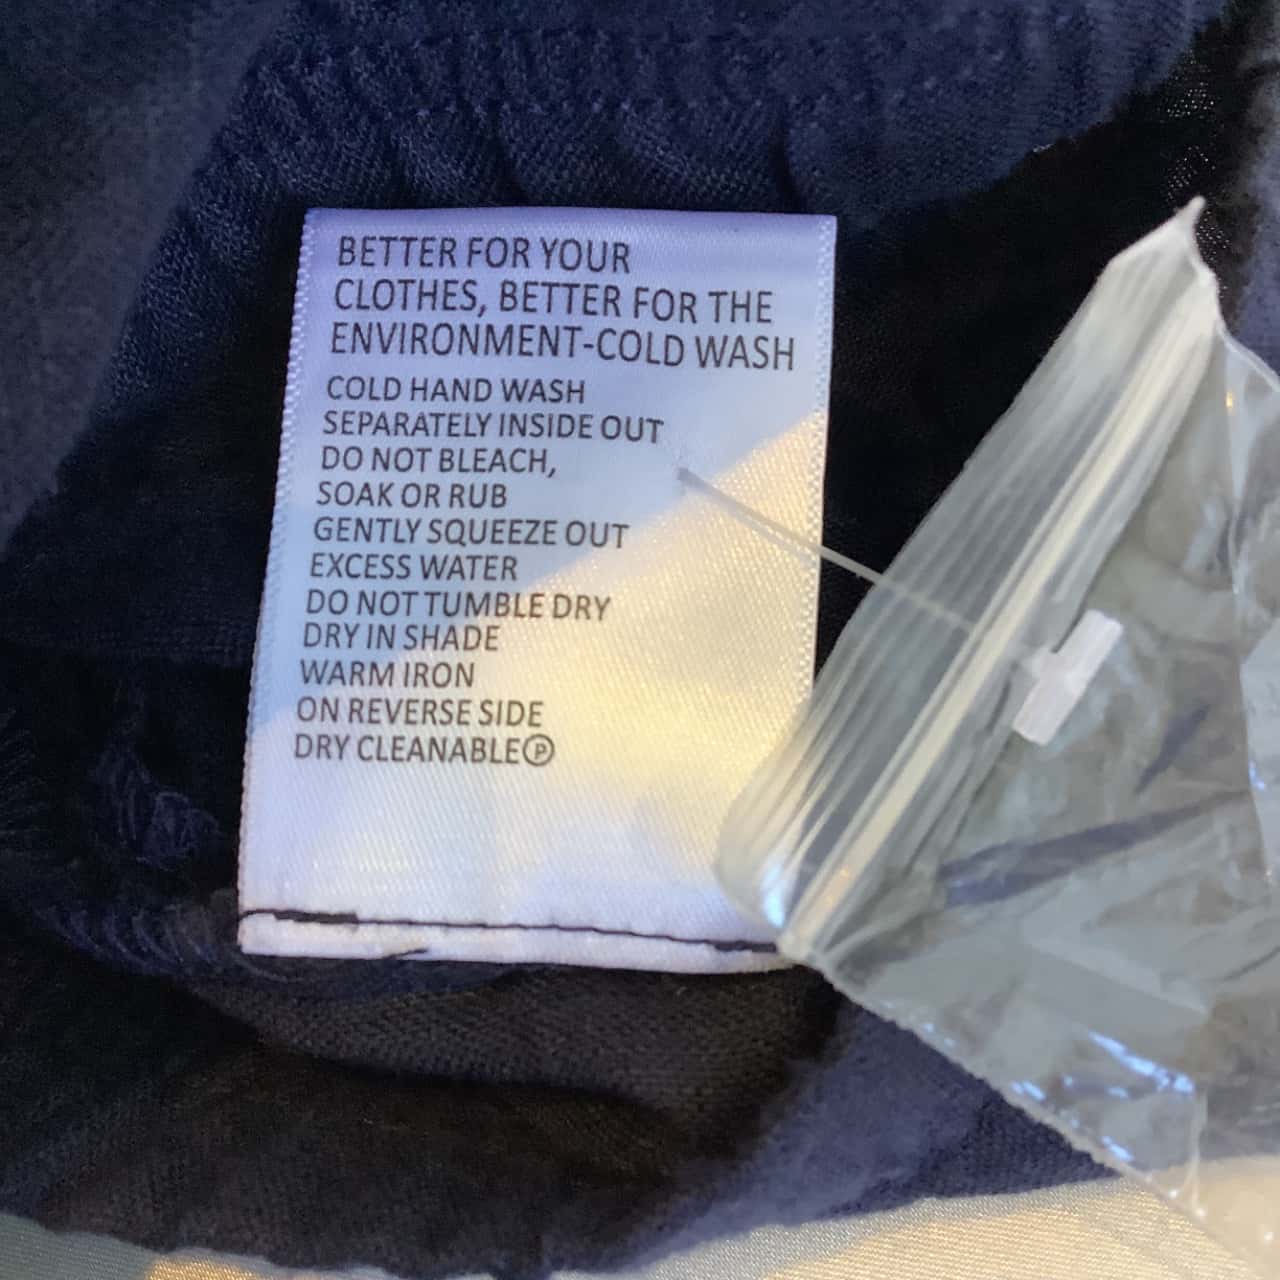 BETTER FOR YOUR
CLOTHES, BETTER FOR THE
ENVIRONMENT-COLD WASH
COLD HAND WASH
SEPARATELY INSIDE OUT
DO NOT BLEACH,
SOAK OR RUB
GENTLY SQUEEZE OUT
EXCESS WATER
DO NOT TUMBLE DRY
DRY IN SHADE
WARM IRON
ON REVERSE SIDE
DRY CLEANABLEⓅ